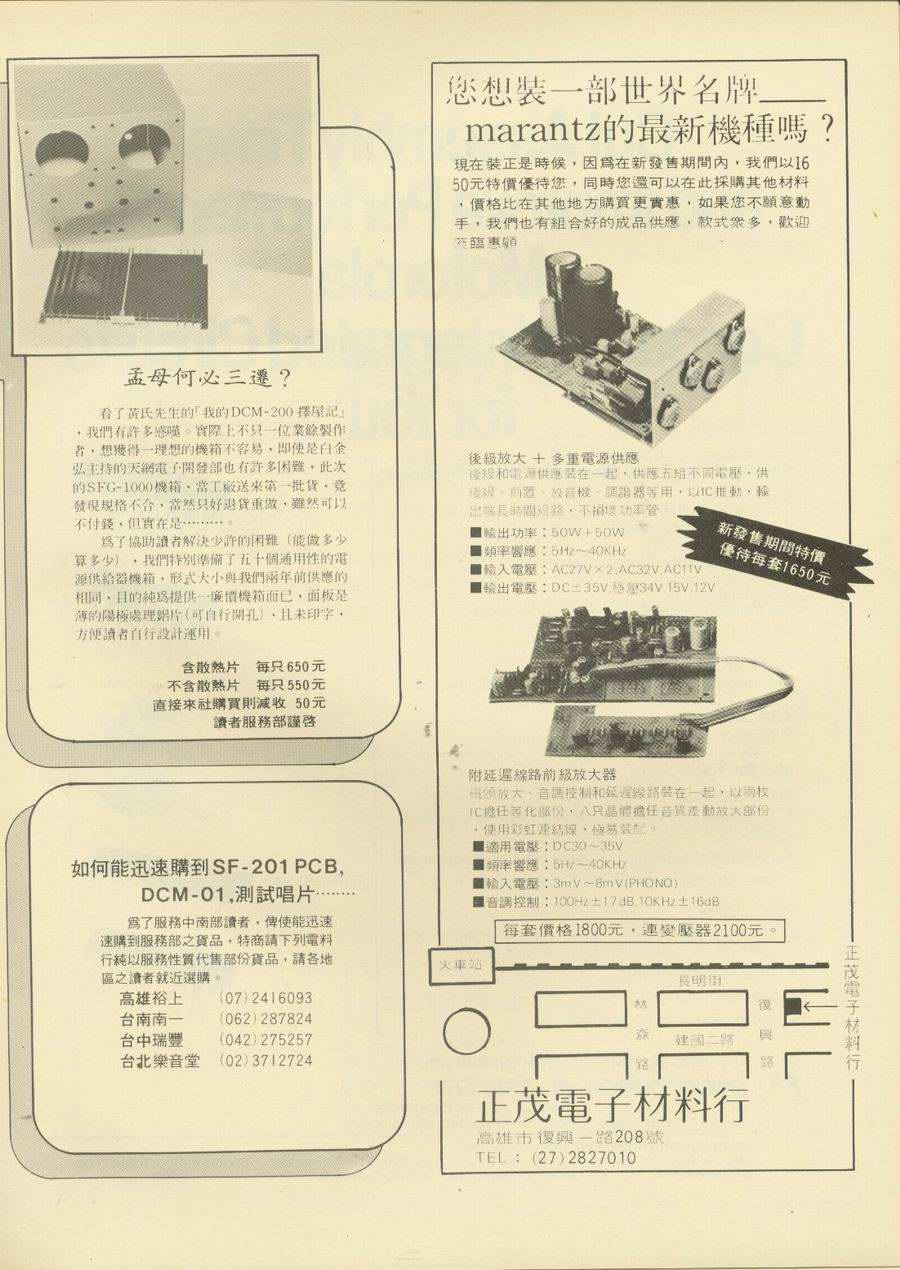 孟母何必三遷？
看了黃氏先生的「我的DCM-200 擇屋記」
，我們有許多感嘆。實際上不只一位業餘製作
者、想獲得一理想的機箱不容易，即使是白金
弘主持的天網電子開發部也有許多困難，此次
的SFG-1000機箱，當工廠送來第一批貨，竟
發現規格不合，當然只好退貨重做，雖然可以
不付錢，但實在是………。
爲了協助讀者解決少許的困難（能做多少
算多少），我們特別準備了五十個通用性的電
源供給器機箱，形式大小與我們兩年前供應的
相同，目的純爲提供一廉價機箱而已，面板是
薄的陽極處理鋁片(可自行開孔)、且未印字，
方便讀者自行設計運用。
含散熱片　每只650元
不含散熱片　每只550元
直接來社購買則減收　50元
讀者服務部謹啓
如何能迅速購到SF-201 PCB,
DCM-01,測試唱片………
爲了服務中南部讀者，俾使能迅速
速購到服務部之貨品，特商請下列電料
行純以服務性質代售部份貨品，請各地
區之讀者就近選購。
高雄裕上　(07)2416093
台南南一　(062)287824
台中瑞豐　(042)275257
台北樂音堂　(02)3712724
您想裝一部世界名牌____
marantz的最新機種嗎？
現在裝正是時候，因爲在新發售期間內，我們以16
50元特價優待您，同時您還可以在此採購其他材料
，價格比在其他地方購買更實惠，如果您不願意動
手，我們也有組合好的成品供應，款式衆多，歡迎
蒞臨惠顧
後級放大 ＋ 多重電源供應
後級和電源供應裝在一起，供應五組不同電壓，供
後級、前置、放音機、調諧器等用，以IC推動，輸
出端長時間短路，不損壞功率管。
■輸出功率：50W＋50W
■頻率響應：5Hz～40KHz
■輸入電壓：AC27V×2,AC32V,AC11V
■輸出電壓：DC±35V,穩壓34V,15V,12V
新發售期間特價
優待每套1650元
附延遲線路前級放大器
磁頭放大、音調控制和延遲線路裝在一起，以兩枚
IC擔任等化部份，八只晶體擔任音質差動放大部份
，使用彩虹連結線，極易裝配。
■適用電壓：DC30～35V
■頻率響應：5Hz～40KHz
■輸入電壓：3mV～8mV(PHONO)
■音調控制：100Hz±17dB.10KHz±16dB
每套價格1800元，連變壓器2100元。
火車站
長明街
林森路
建國二路
復興路
正茂電子材料行
正茂電子材料行
高雄市復興一路208號
TEL：(27)2827010